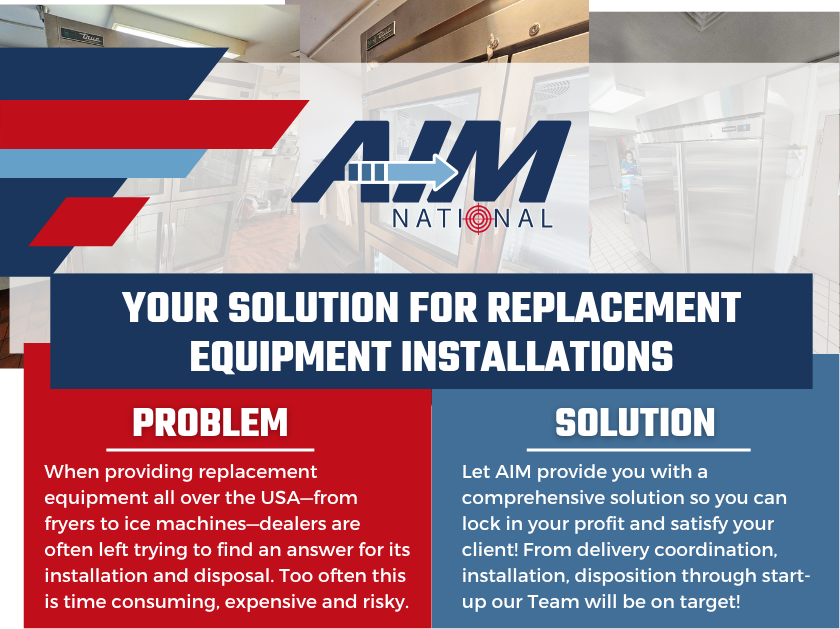 True
True
AIM
NATIONAL
YOUR SOLUTION FOR REPLACEMENT
EQUIPMENT INSTALLATIONS
PROBLEM
When providing replacement
equipment all over the USA—from
fryers to ice machines—dealers are
often left trying to find an answer for its
installation and disposal. Too often this
is time consuming, expensive and risky.
SOLUTION
Let AIM provide you with a
comprehensive solution so you can
lock in your profit and satisfy your
client! From delivery coordination,
installation, disposition through start-
up our Team will be on target!